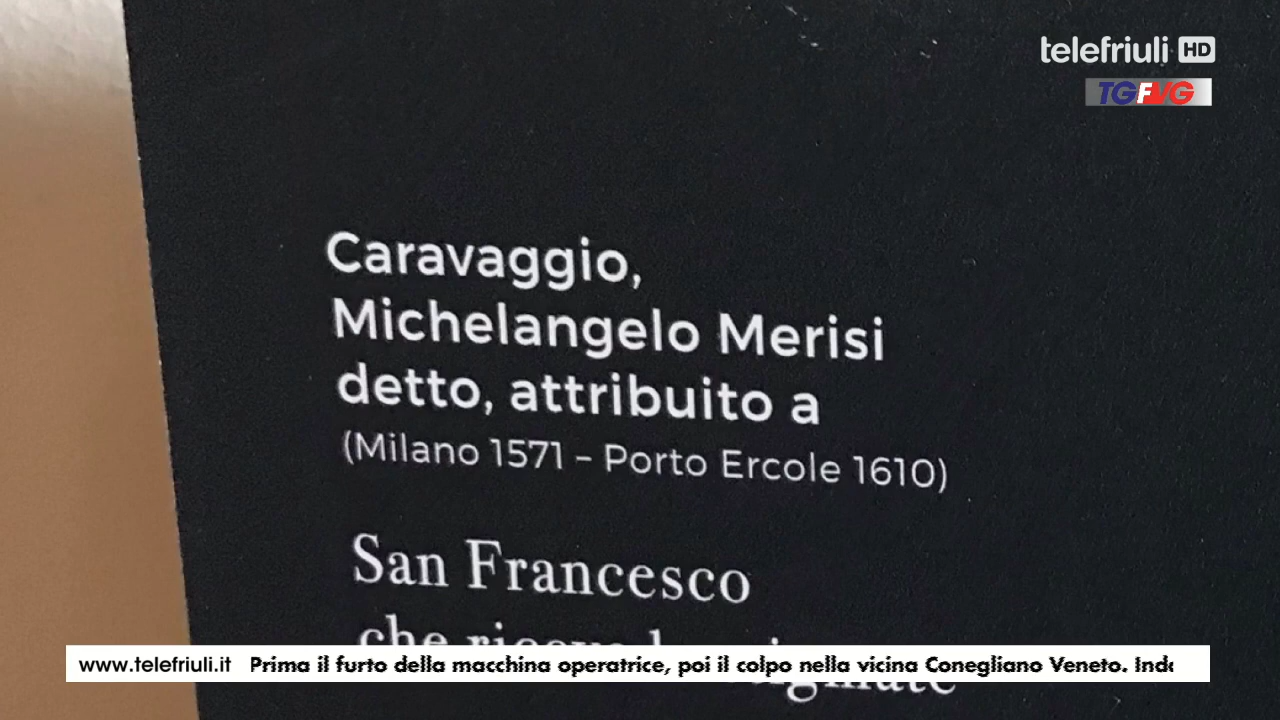 telefriuli HD
TGFVG
Caravaggio,
Michelangelo Merisi
detto, attribuito a
(Milano 1571 – Porto Ercole 1610)
San Francesco
che
www.telefriuli.it Prima il furto della macchina operatrice, poi il colpo nella vicina Conegliano Veneto.